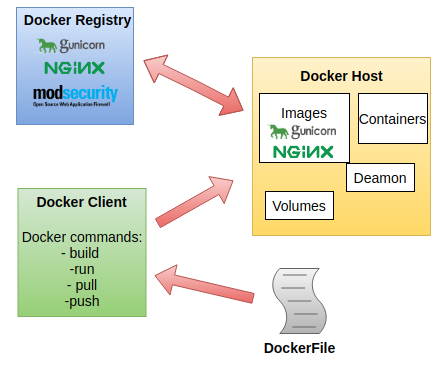 Docker Registry
gunicorn
NGINX
modsecurity
Open Source Web Application Firewall
Docker Host
Images
gunicorn
NGINX
Containers
Deamon
Volumes
Docker Client
Docker commands:
- build
-run
- pull
-push
DockerFile